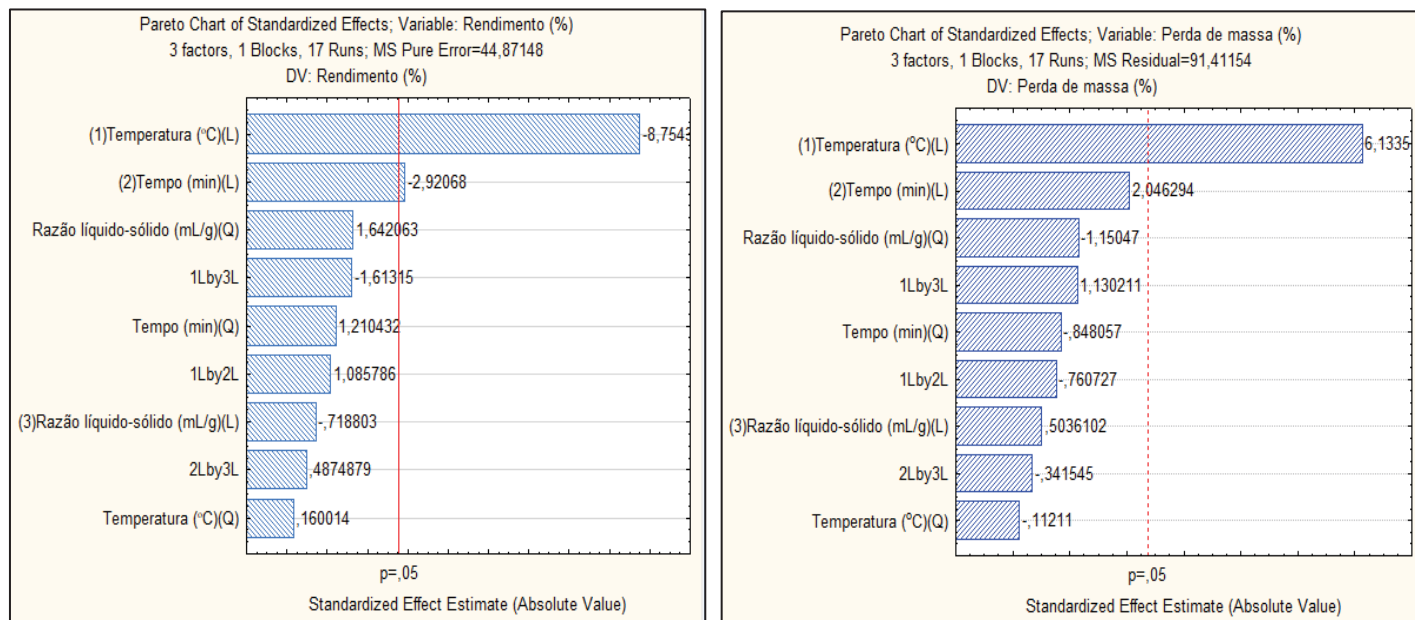 Pareto Chart of Standardized Effects; Variable: Rendimento (%)
3 factors, 1 Blocks, 17 Runs; MS Pure Error=44,87148
DV: Rendimento (%)
(1)Temperatura (°C)(L)
-8,7543
(2)Tempo (min)(L)
-2,92068
Razão líquido-sólido (mL/g)(Q)
1,642063
1Lby3L
-1,61315
Tempo (min)(Q)
1,210432
1Lby2L
1,085786
(3)Razão líquido-sólido (mL/g)(L)
-,718803
2Lby3L
,4874879
Temperatura (°C)(Q)
,160014
p=,05
Standardized Effect Estimate (Absolute Value)
Pareto Chart of Standardized Effects; Variable: Perda de massa (%)
3 factors, 1 Blocks, 17 Runs; MS Residual=91,41154
DV: Perda de massa (%)
(1)Temperatura (°C)(L)
6,1335
(2)Tempo (min)(L)
2,046294
Razão líquido-sólido (mL/g)(Q)
-1,15047
1Lby3L
1,130211
Tempo (min)(Q)
-,848057
1Lby2L
-,760727
(3)Razão líquido-sólido (mL/g)(L)
,5036102
2Lby3L
-,341545
Temperatura (°C)(Q)
-,11211
p=,05
Standardized Effect Estimate (Absolute Value)